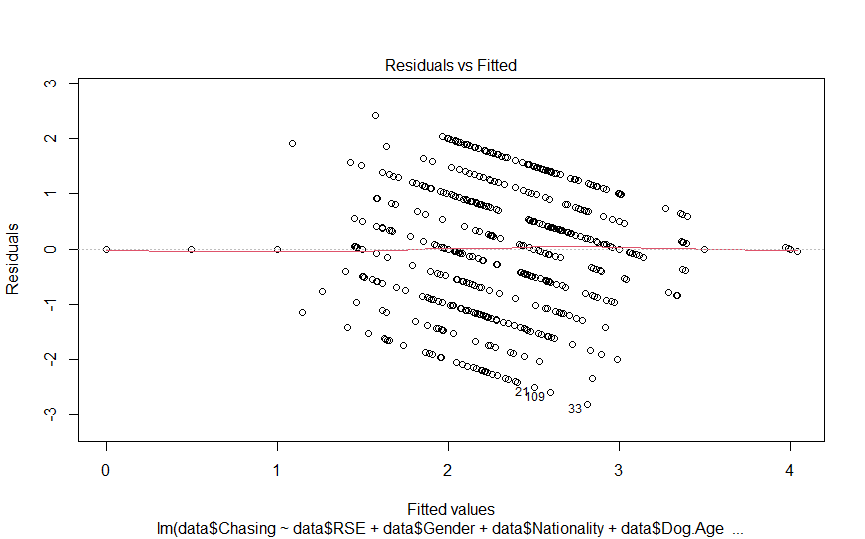 Residuals vs Fitted
Residuals
3
2
1
0
-1
-2
-3
21
109
33
0 1 2 3 4
Fitted values
lm(data$Chasing ~ data$RSE + data$Gender + data$Nationality + data$Dog.Age ...